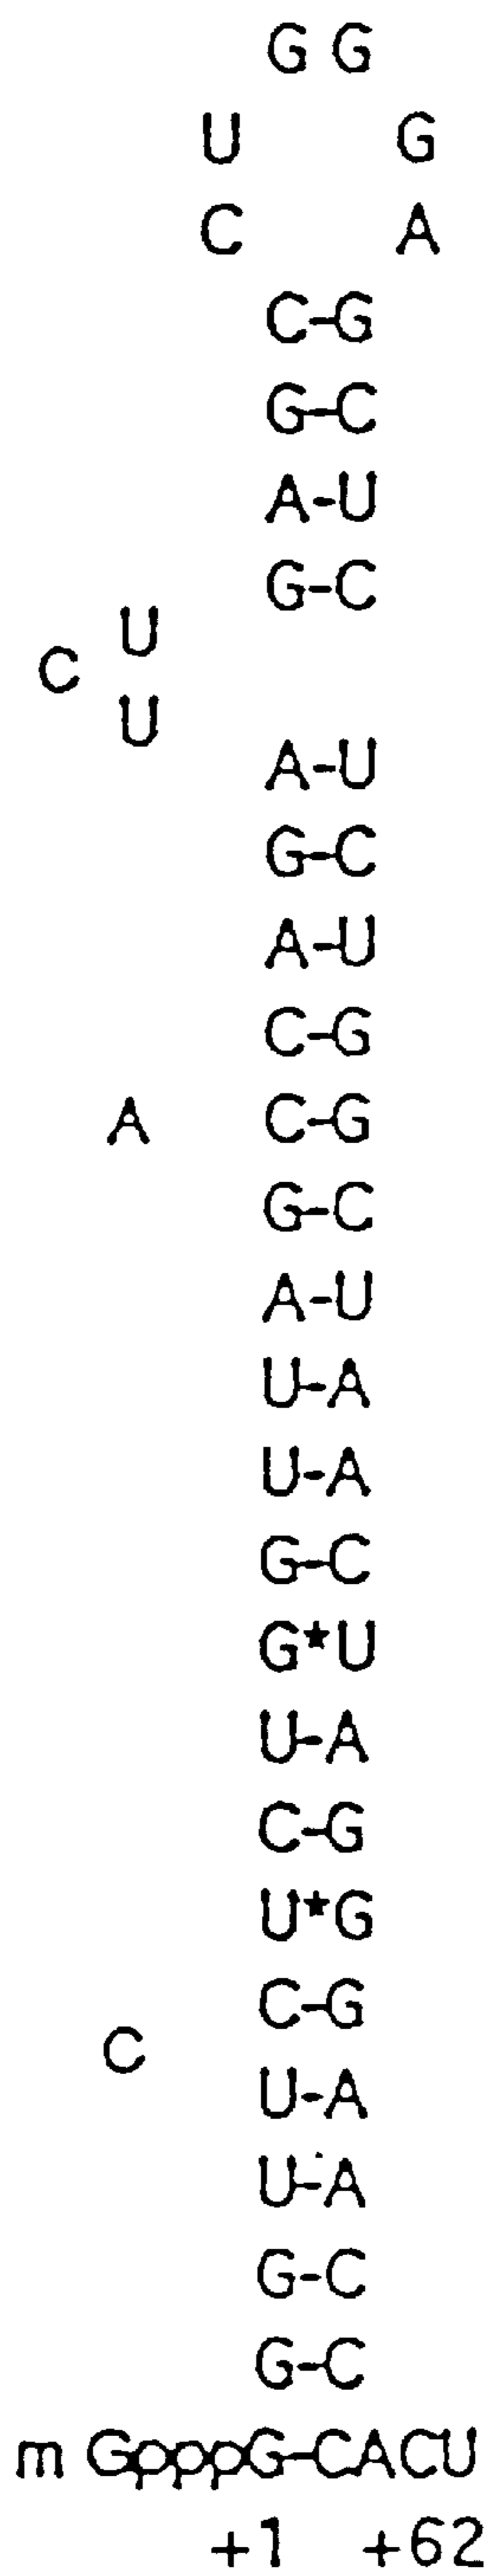 G G
U G
C A
C-G
G-C
A-U
G-C
U
C
U
A-U
G-C
A-U
C-G
A C-G
G-C
A-U
U-A
U-A
G-C
G*U
U-A
C-G
U*G
C-G
C
U-A
U-A
G-C
G-C
m GpppG-CACU
+1 +62